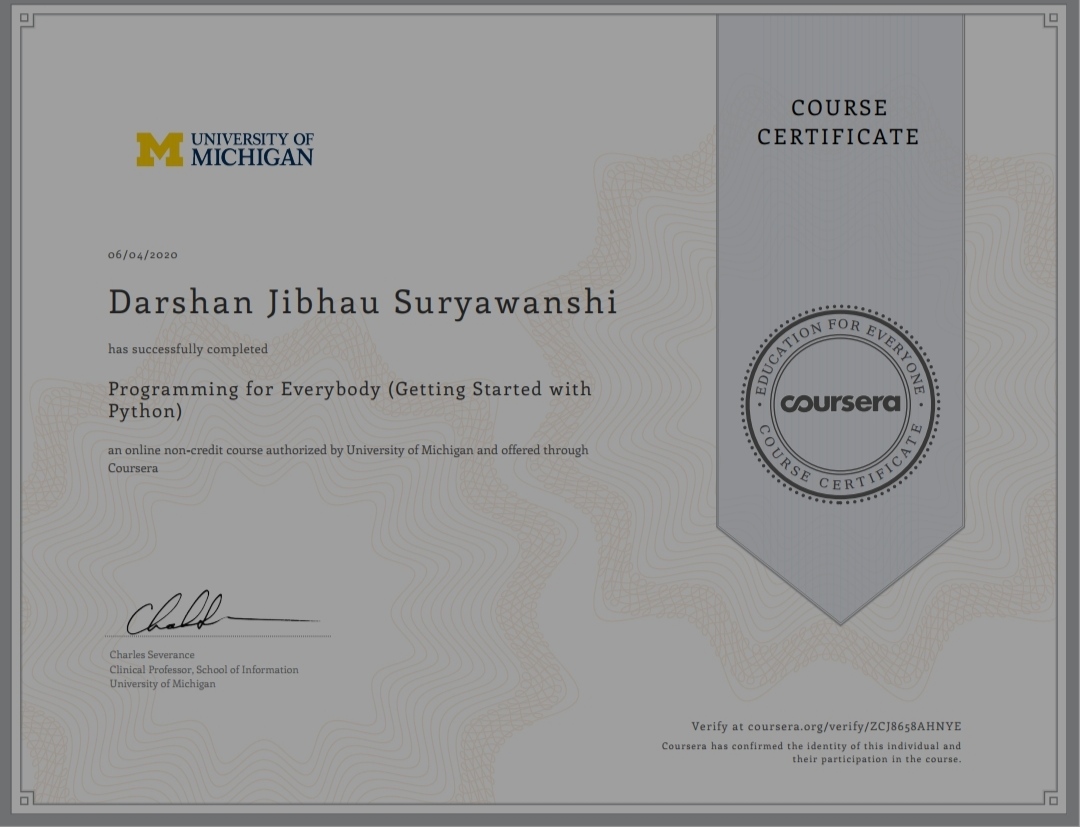 UNIVERSITY OF
MICHIGAN
06/04/2020
Darshan Jibhau Suryawanshi
has successfully completed
Programming for Everybody (Getting Started with
Python)
an online non-credit course authorized by University of Michigan and offered through
Coursera
Charles Severance
Clinical Professor, School of Information
University of Michigan
COURSE
CERTIFICATE
EDUCATION FOR EVERYONE
coursera
COURSE CERTIFICATE
Verify at coursera.org/verify/ZCJ8658AHNYE
Coursera has confirmed the identity of this individual and
their participation in the course.